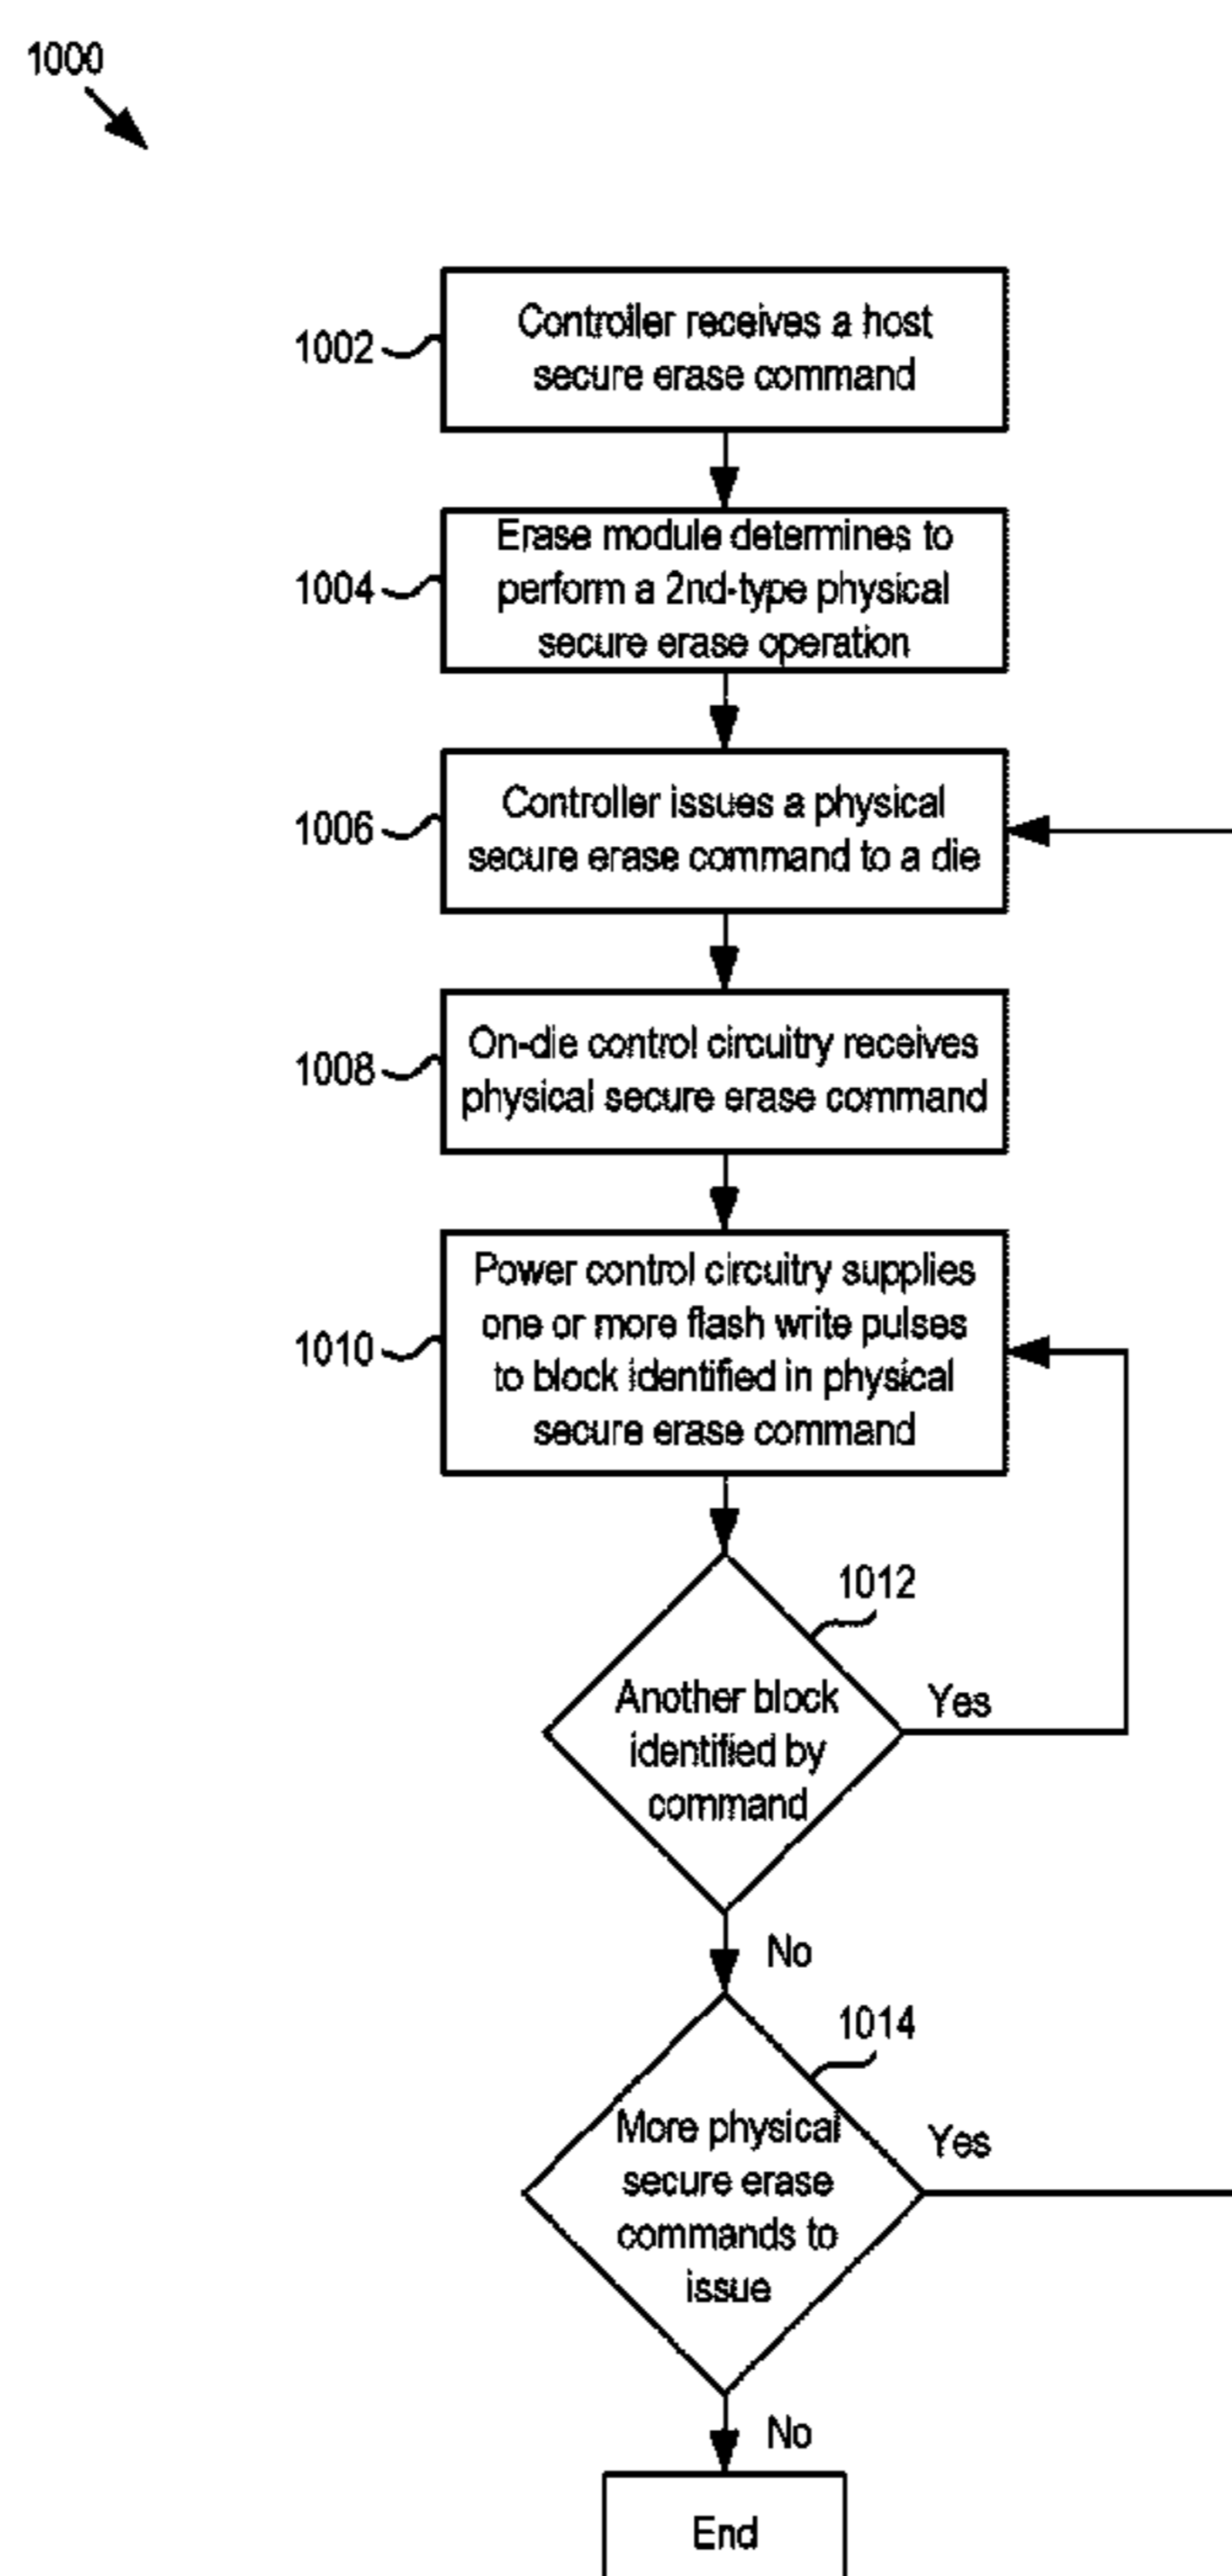 1000
1002
Controller receives a host
secure erase command
1004
Erase module determines to
perform a 2nd-type physical
secure erase operation
1006
Controller issues a physical
secure erase command to a die
1008
On-die control circuitry receives
physical secure erase command
1010
Power control circuitry supplies
one or more flash write pulses
to block identified in physical
secure erase command
1012
Another block
identified by
command
Yes
No
1014
More physical
secure erase
commands to
issue
Yes
No
End